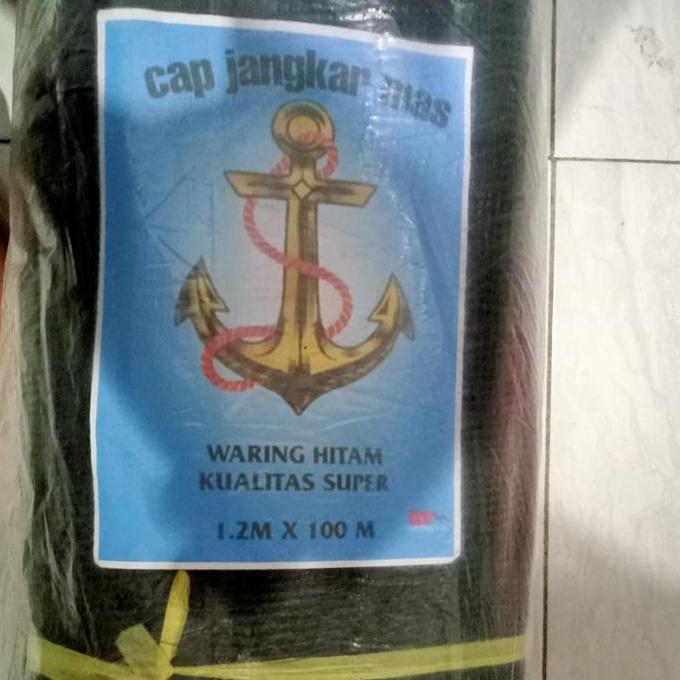 cap jangkar mas
WARING HITAM
KUALITAS SUPER
1.2M X 100 M